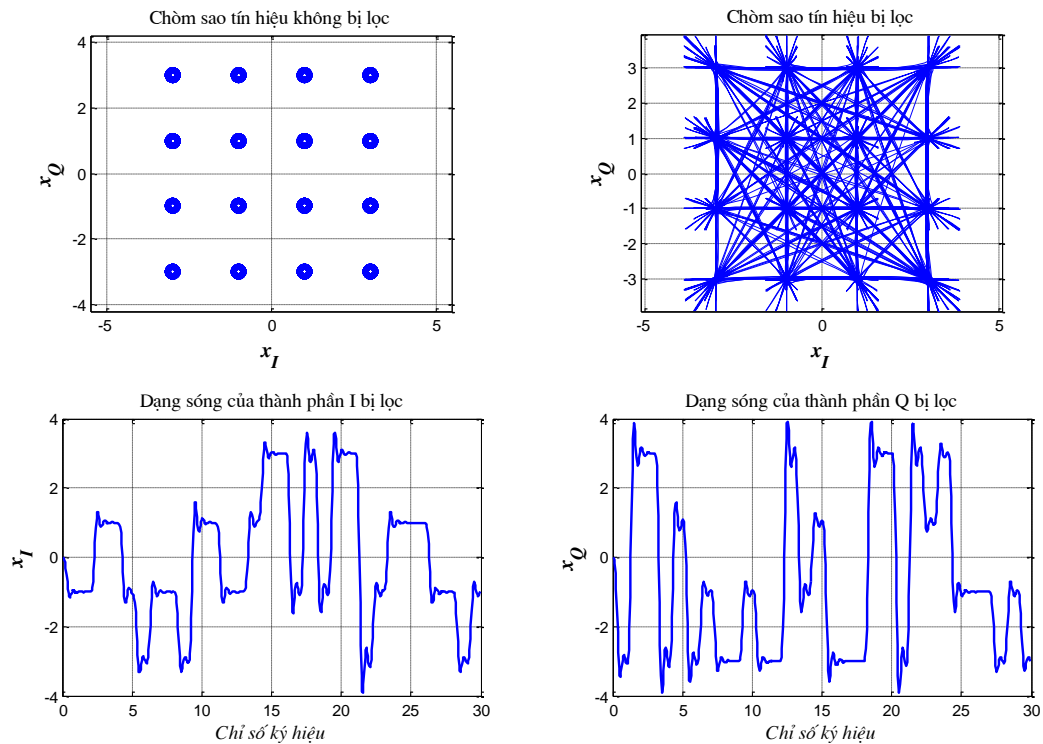 Chòm sao tín hiệu không bị lọc
4
2
0
-2
-4
-5
0
5
x_Q
x_I
Chòm sao tín hiệu bị lọc
3
2
1
0
-1
-2
-3
-5
0
5
x_Q
x_I
Dạng sóng của thành phần I bị lọc
4
2
0
-2
-4
0 5 10 15 20 25 30
x_I
Chỉ số ký hiệu
Dạng sóng của thành phần Q bị lọc
4
2
0
-2
-4
0 5 10 15 20 25 30
x_Q
Chỉ số ký hiệu